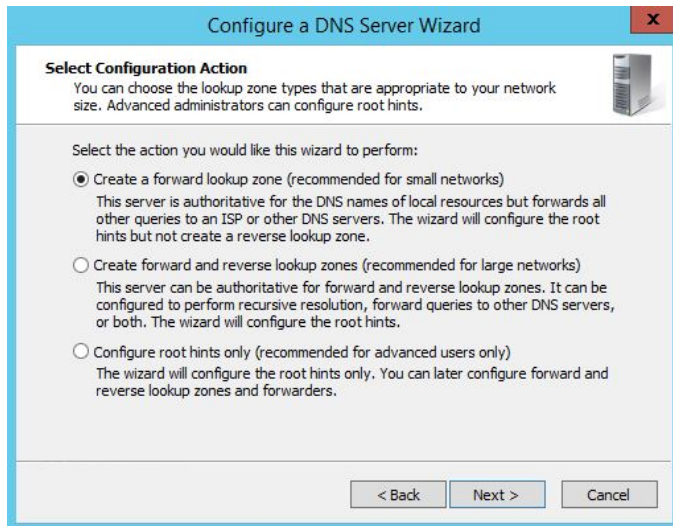 Configure a DNS Server Wizard
x
Select Configuration Action
You can choose the lookup zone types that are appropriate to your network
size. Advanced administrators can configure root hints.
Select the action you would like this wizard to perform:
Create a forward lookup zone (recommended for small networks)
This server is authoritative for the DNS names of local resources but forwards all
other queries to an ISP or other DNS servers. The wizard will configure the root
hints but not create a reverse lookup zone.
Create forward and reverse lookup zones (recommended for large networks)
This server can be authoritative for forward and reverse lookup zones. It can be
configured to perform recursive resolution, forward queries to other DNS servers,
or both. The wizard will configure the root hints.
Configure root hints only (recommended for advanced users only)
The wizard will configure the root hints only. You can later configure forward and
reverse lookup zones and forwarders.
< Back Next > Cancel